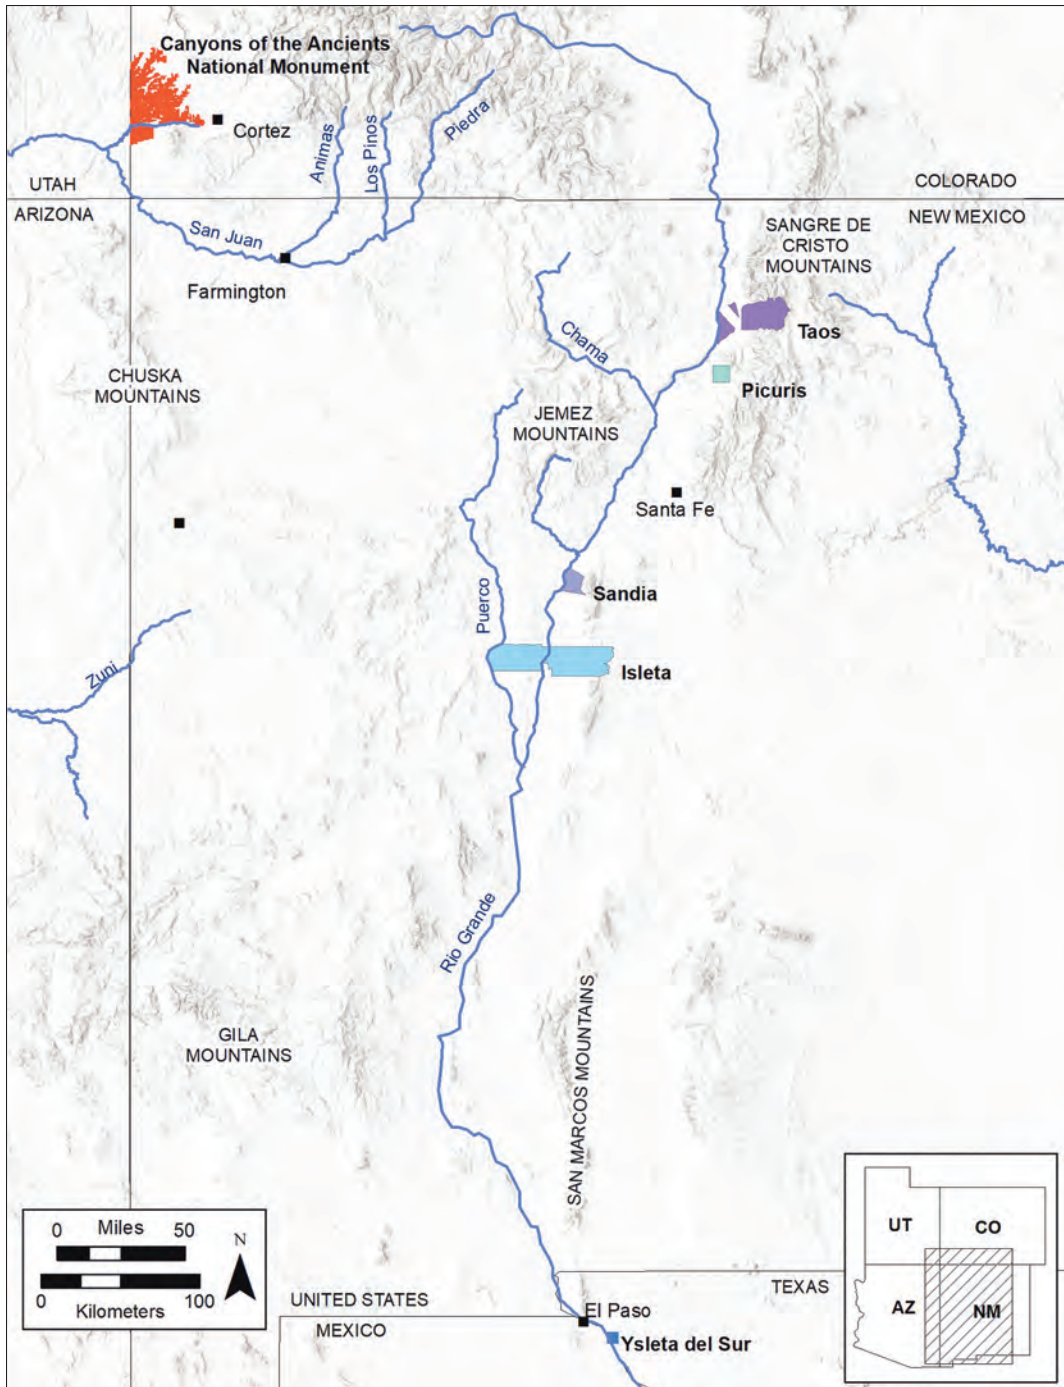 Canyons of the Ancients
National Monument
Cortez
Animas
Los Pinos
Piedra
UTAH
ARIZONA
COLORADO
NEW MEXICO
San Juan
Farmington
SANGRE DE
CRISTO
MOUNTAINS
Taos
Chama
Picuris
CHUSKA
MOUNTAINS
JEMEZ
MOUNTAINS
Santa Fe
Sandia
Puerco
Isleta
Zuni
Rio Grande
SAN MARCOS MOUNTAINS
GILA
MOUNTAINS
0 Miles 50
N
0 Kilometers 100
UNITED STATES
MEXICO
TEXAS
El Paso
Ysleta del Sur
UT
CO
AZ
NM